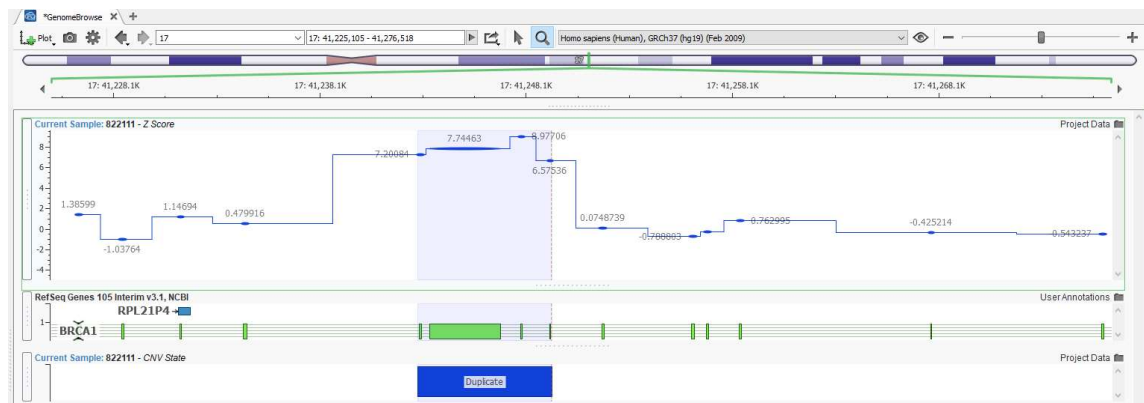 *GenomeBrowse
Plot 17 17: 41,225,105 - 41,276,518 Homo sapiens (Human), GRCh37 (hg19) (Feb 2009)
17
17: 41,228.1K 17: 41,238.1K 17: 41,248.1K 17: 41,258.1K 17: 41,268.1K
Current Sample: 822111 - Z Score Project Data
8
6
4
2
0
-2
-4
1.38599
-1.03764
1.14694
0.479916
7.20084
7.74463
8.97706
6.57536
0.0748739
-0.788803
0.762995
-0.425214
-0.543237
RefSeq Genes 105 Interim v3.1, NCBI User Annotations
RPL21P4
1
BRCA1
Current Sample: 822111 - CNV State Project Data
Duplicate